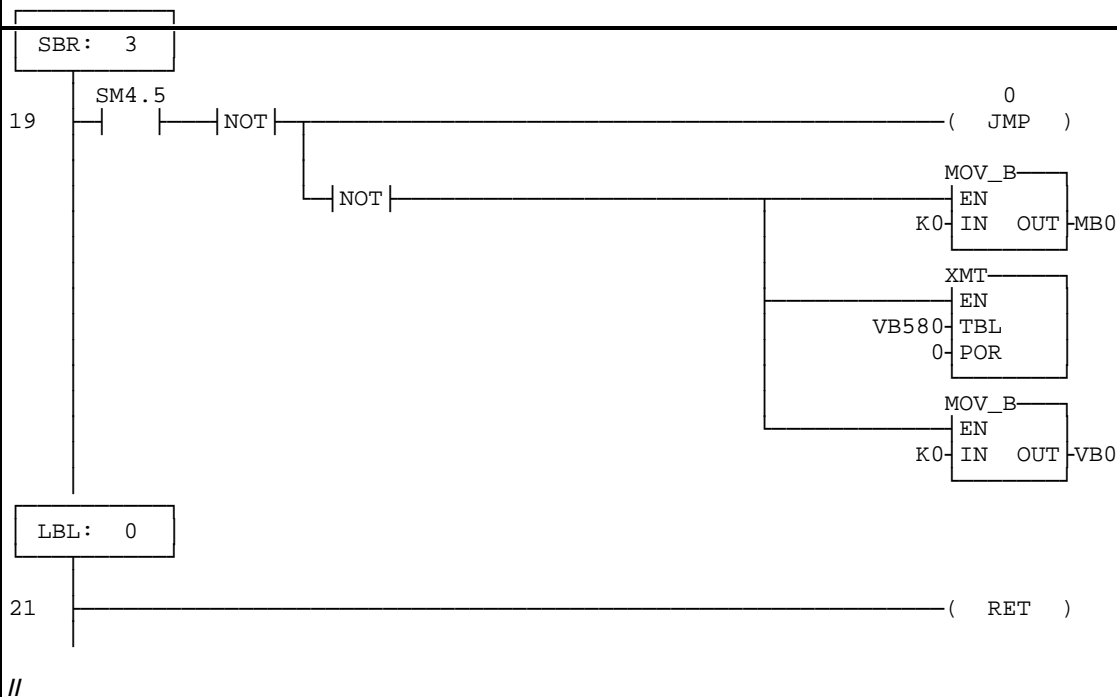 SBR: 3
SM4.5 0
19 NOT ( JMP )
MOV_B
NOT EN
K0 IN OUT MB0
XMT
EN
VB580 TBL
0 POR
MOV_B
EN
K0 IN OUT VB0
LBL: 0
21 ( RET )
//